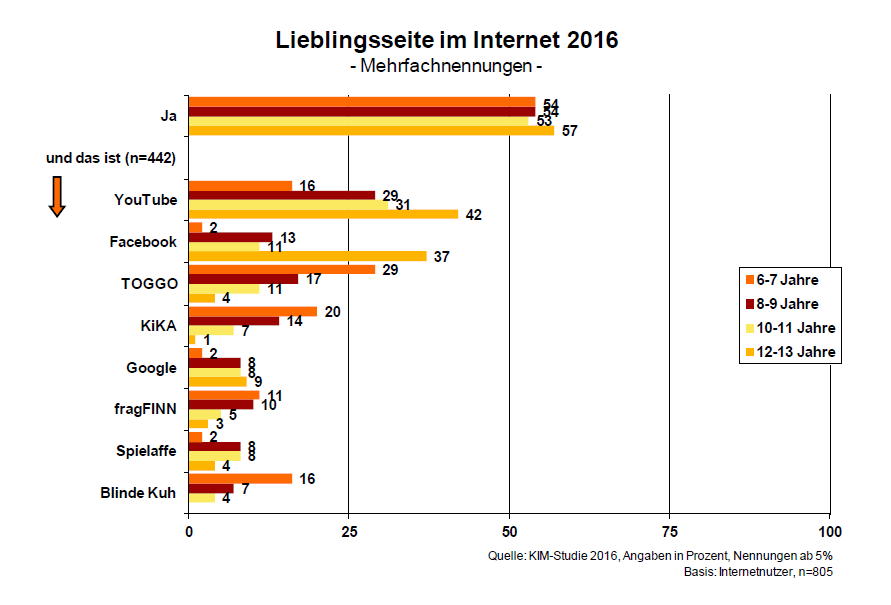 Lieblingsseite im Internet 2016
- Mehrfachnennungen -
Ja
54
54
53
57
und das ist (n=442)
YouTube
16
29
31
42
Facebook
2
13
11
37
TOGGO
29
17
11
4
KiKA
20
14
7
1
Google
2
8
8
9
fragFINN
11
10
5
3
Spielaffe
2
8
8
4
Blinde Kuh
16
7
4
6-7 Jahre
8-9 Jahre
10-11 Jahre
12-13 Jahre
0 25 50 75 100
Quelle: KIM-Studie 2016, Angaben in Prozent, Nennungen ab 5%
Basis: Internetnutzer, n=805